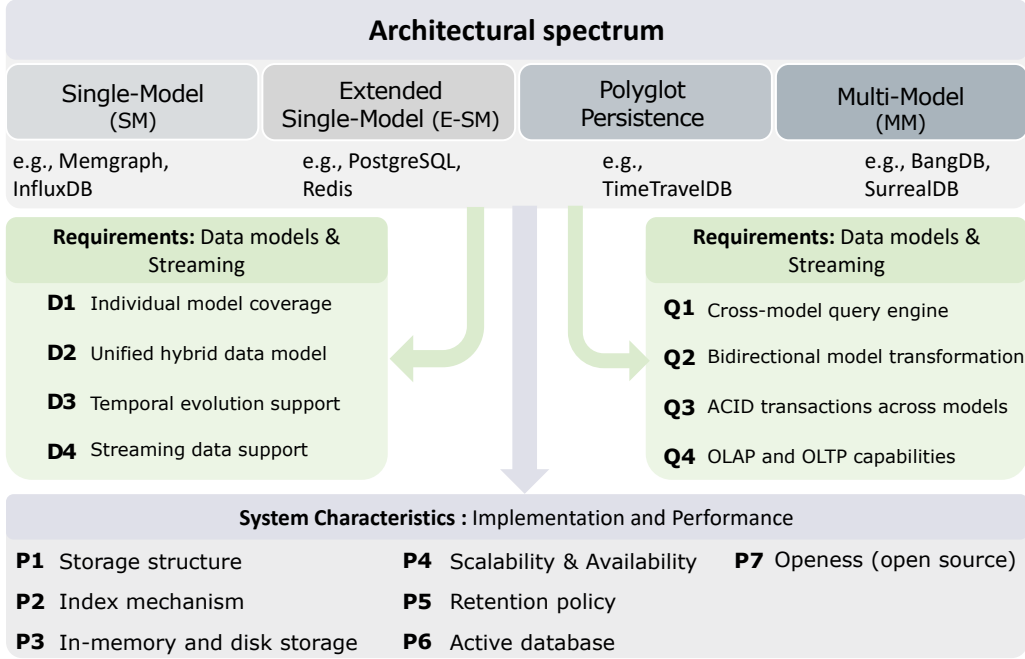 Architectural spectrum
Single-Model
(SM)
Extended
Single-Model (E-SM)
Polyglot
Persistence
Multi-Model
(MM)
e.g., Memgraph,
InfluxDB
e.g., PostgreSQL,
Redis
e.g.,
TimeTravelDB
e.g., BangDB,
SurrealDB
Requirements: Data models &
Streaming
D1 Individual model coverage
D2 Unified hybrid data model
D3 Temporal evolution support
D4 Streaming data support
Requirements: Data models &
Streaming
Q1 Cross-model query engine
Q2 Bidirectional model transformation
Q3 ACID transactions across models
Q4 OLAP and OLTP capabilities
System Characteristics : Implementation and Performance
P1 Storage structure
P2 Index mechanism
P3 In-memory and disk storage
P4 Scalability & Availability
P5 Retention policy
P6 Active database
P7 Openess (open source)